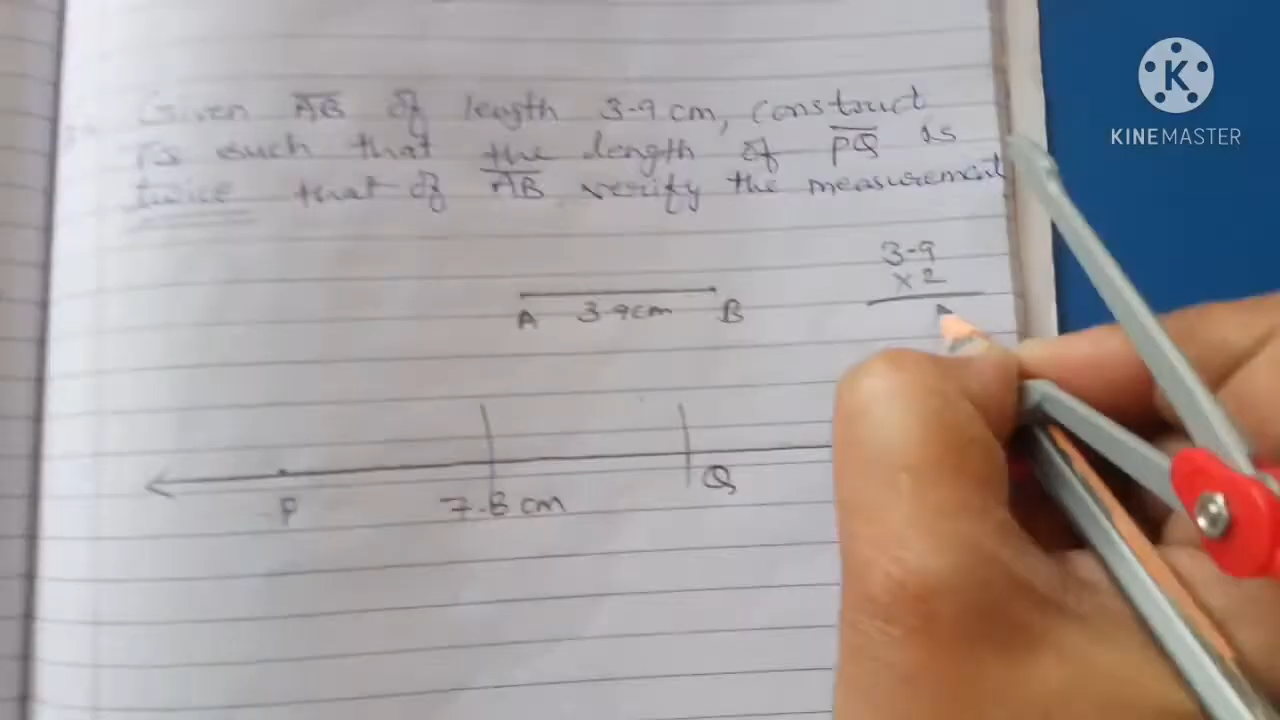 Given AB of length 3.9 cm, construct
is such that the length of PQ is
twice that of AB verify the measurement
3.9
x 2
A 3.9cm B
P 7.8 cm Q
K
KINEMASTER